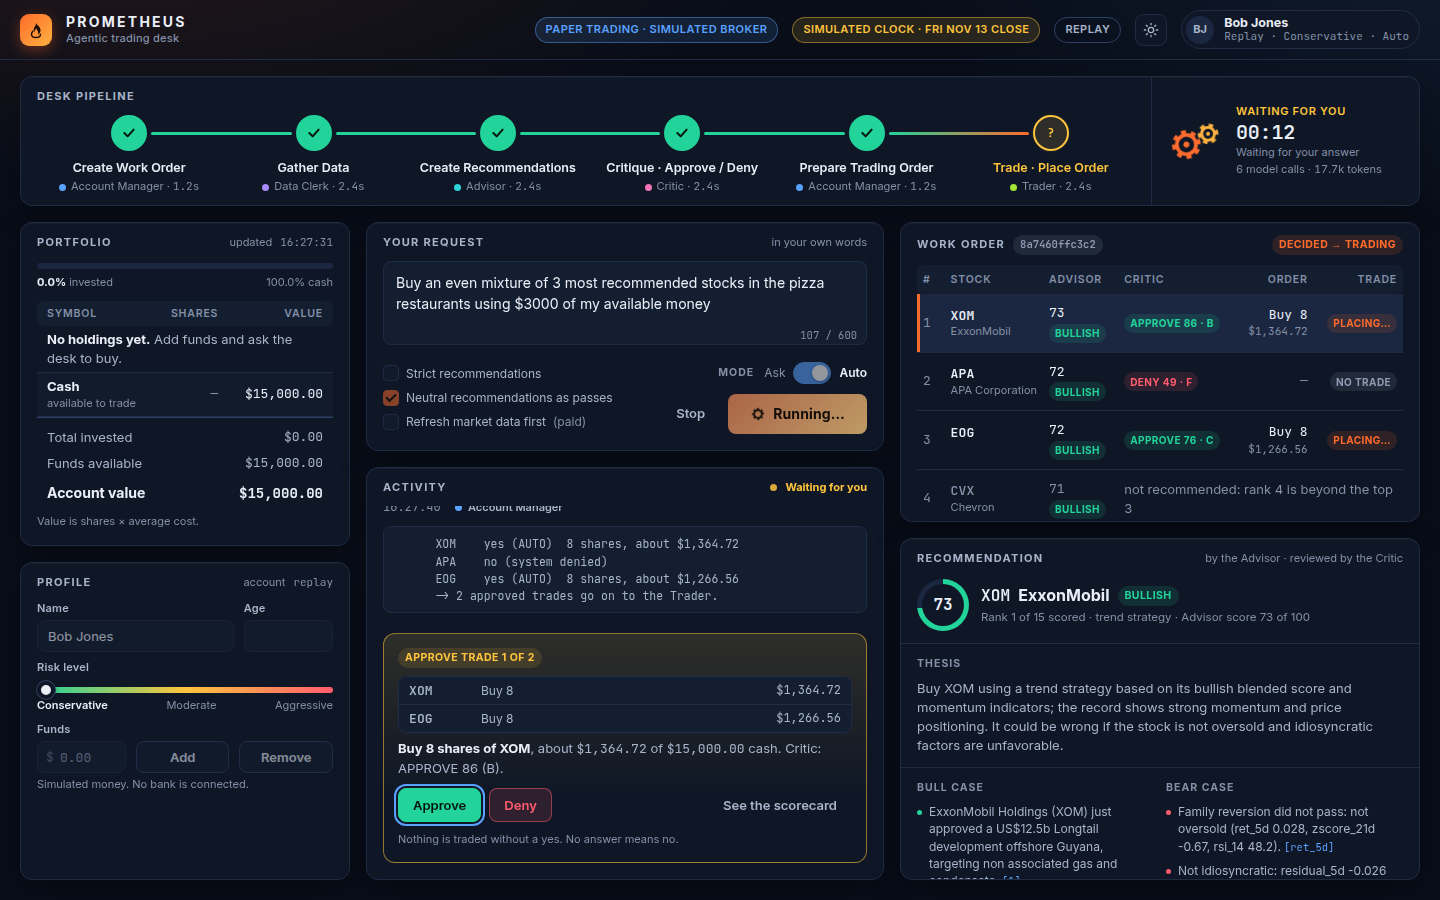 PROMETHEUS
Agentic trading desk
PAPER TRADING · SIMULATED BROKER
SIMULATED CLOCK · FRI NOV 13 CLOSE
REPLAY
BJ
Bob Jones
Replay · Conservative · Auto
DESK PIPELINE
Create Work Order
Account Manager · 1.2s
Gather Data
Data Clerk · 2.4s
Create Recommendations
Advisor · 2.4s
Critique · Approve / Deny
Critic · 2.4s
Prepare Trading Order
Account Manager · 1.2s
?
Trade · Place Order
Trader · 2.4s
WAITING FOR YOU
00:12
Waiting for your answer
6 model calls · 17.7k tokens
PORTFOLIO
updated 16:27:31
0.0% invested
100.0% cash
SYMBOL SHARES VALUE
No holdings yet. Add funds and ask the
desk to buy.
Cash
available to trade
— $15,000.00
Total invested $0.00
Funds available $15,000.00
Account value $15,000.00
Value is shares × average cost.
PROFILE
account replay
Name Age
Bob Jones
Risk level
Conservative Moderate Aggressive
Funds
$ 0.00 Add Remove
Simulated money. No bank is connected.
YOUR REQUEST
in your own words
Buy an even mixture of 3 most recommended stocks in the pizza
restaurants using $3000 of my available money
107 / 600
Strict recommendations
Neutral recommendations as passes
Refresh market data first (paid)
MODE Ask Auto
Stop Running...
ACTIVITY
Waiting for you
16:27:40 Account Manager
XOM yes (AUTO) 8 shares, about $1,364.72
APA no (system denied)
EOG yes (AUTO) 8 shares, about $1,266.56
→ 2 approved trades go on to the Trader.
APPROVE TRADE 1 OF 2
XOM Buy 8 $1,364.72
EOG Buy 8 $1,266.56
Buy 8 shares of XOM, about $1,364.72 of $15,000.00 cash. Critic:
APPROVE 86 (B).
Approve Deny See the scorecard
Nothing is traded without a yes. No answer means no.
WORK ORDER 8a7460ffc3c2
DECIDED → TRADING
# STOCK ADVISOR CRITIC ORDER TRADE
1 XOM
ExxonMobil
73
BULLISH
APPROVE 86 · B
Buy 8
$1,364.72
PLACING...
2 APA
APA Corporation
72
BULLISH
DENY 49 · F
—
NO TRADE
3 EOG
72
BULLISH
APPROVE 76 · C
Buy 8
$1,266.56
PLACING...
4 CVX
Chevron
71
BULLISH
not recommended: rank 4 is beyond the top
3
RECOMMENDATION
by the Advisor · reviewed by the Critic
73
XOM ExxonMobil BULLISH
Rank 1 of 15 scored · trend strategy · Advisor score 73 of 100
THESIS
Buy XOM using a trend strategy based on its bullish blended score and
momentum indicators; the record shows strong momentum and price
positioning. It could be wrong if the stock is not oversold and idiosyncratic
factors are unfavorable.
BULL CASE
ExxonMobil Holdings (XOM) just
approved a US$12.5b Longtail
development offshore Guyana,
targeting non associated gas and
condensate. [1]
BEAR CASE
Family reversion did not pass: not
oversold (ret_5d 0.028, zscore_21d
-0.67, rsi_14 48.2). [ret_5d]
Not idiosyncratic: residual_5d -0.026